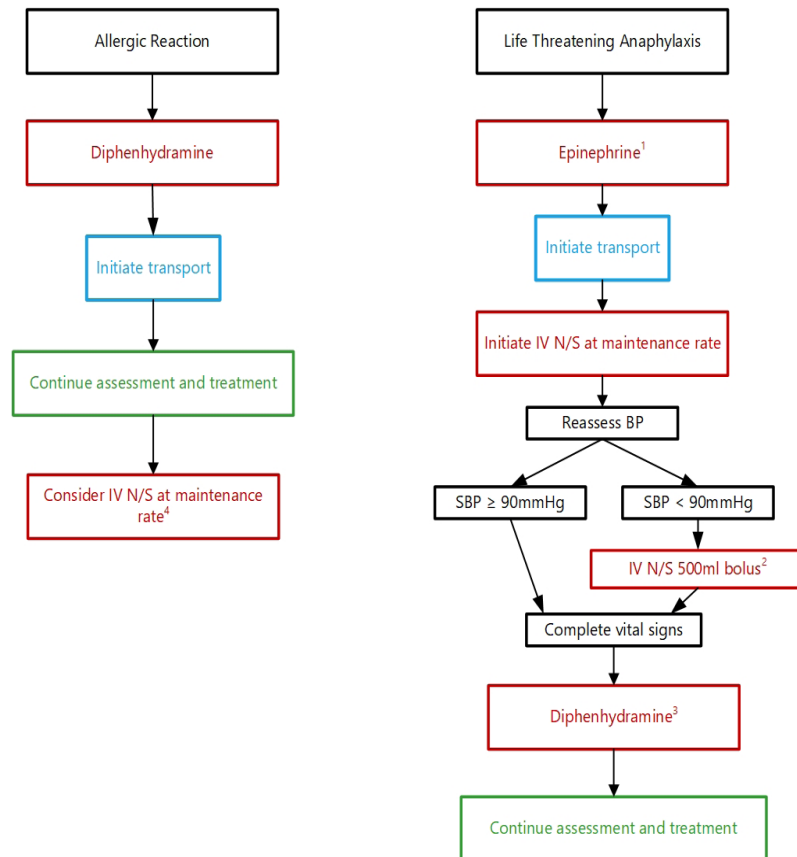 Allergic Reaction
Diphenhydramine
Initiate transport
Continue assessment and treatment
Consider IV N/S at maintenance
rate⁴
Life Threatening Anaphylaxis
Epinephrine¹
Initiate transport
Initiate IV N/S at maintenance rate
Reassess BP
SBP ≥ 90mmHg
SBP < 90mmHg
IV N/S 500ml bolus²
Complete vital signs
Diphenhydramine³
Continue assessment and treatment